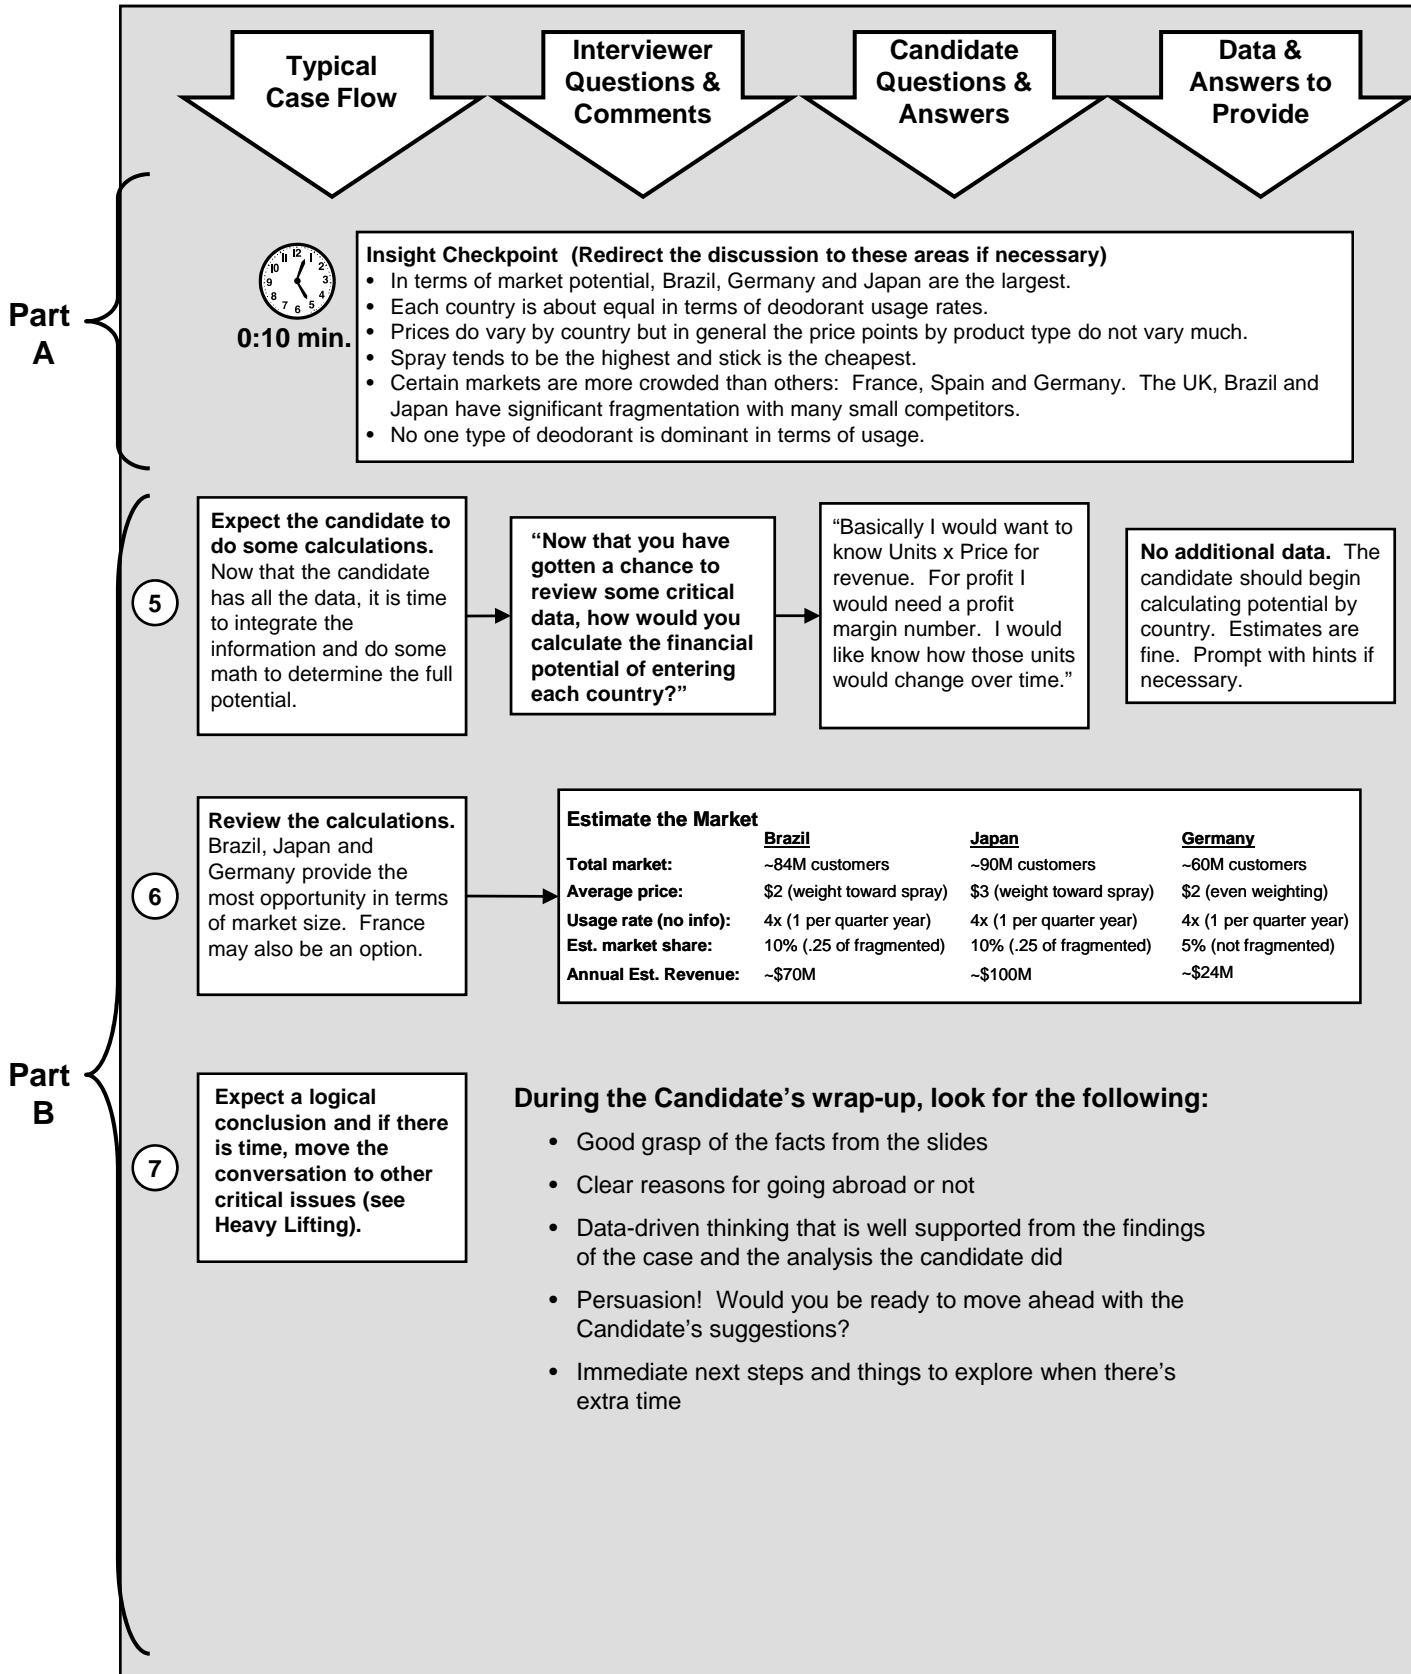 Typical
Case Flow
Interviewer
Questions &
Comments
Candidate
Questions &
Answers
Data &
Answers to
Provide
Part
A
12
1
2
3
4
5
6
7
8
9
10
11
0:10 min.
Insight Checkpoint (Redirect the discussion to these areas if necessary)
• In terms of market potential, Brazil, Germany and Japan are the largest.
• Each country is about equal in terms of deodorant usage rates.
• Prices do vary by country but in general the price points by product type do not vary much.
• Spray tends to be the highest and stick is the cheapest.
• Certain markets are more crowded than others: France, Spain and Germany. The UK, Brazil and
Japan have significant fragmentation with many small competitors.
• No one type of deodorant is dominant in terms of usage.
Part
B
5
Expect the candidate to
do some calculations.
Now that the candidate
has all the data, it is time
to integrate the
information and do some
math to determine the full
potential.
“Now that you have
gotten a chance to
review some critical
data, how would you
calculate the financial
potential of entering
each country?”
“Basically I would want to
know Units x Price for
revenue. For profit I
would need a profit
margin number. I would
like know how those units
would change over time.”
No additional data. The
candidate should begin
calculating potential by
country. Estimates are
fine. Prompt with hints if
necessary.
6
Review the calculations.
Brazil, Japan and
Germany provide the
most opportunity in terms
of market size. France
may also be an option.
Estimate the Market
Brazil Japan Germany
Total market: ~84M customers ~90M customers ~60M customers
Average price: $2 (weight toward spray) $3 (weight toward spray) $2 (even weighting)
Usage rate (no info): 4x (1 per quarter year) 4x (1 per quarter year) 4x (1 per quarter year)
Est. market share: 10% (.25 of fragmented) 10% (.25 of fragmented) 5% (not fragmented)
Annual Est. Revenue: ~$70M ~$100M ~$24M
7
Expect a logical
conclusion and if there
is time, move the
conversation to other
critical issues (see
Heavy Lifting).
During the Candidate’s wrap-up, look for the following:
• Good grasp of the facts from the slides
• Clear reasons for going abroad or not
• Data-driven thinking that is well supported from the findings
of the case and the analysis the candidate did
• Persuasion! Would you be ready to move ahead with the
Candidate’s suggestions?
• Immediate next steps and things to explore when there’s
extra time